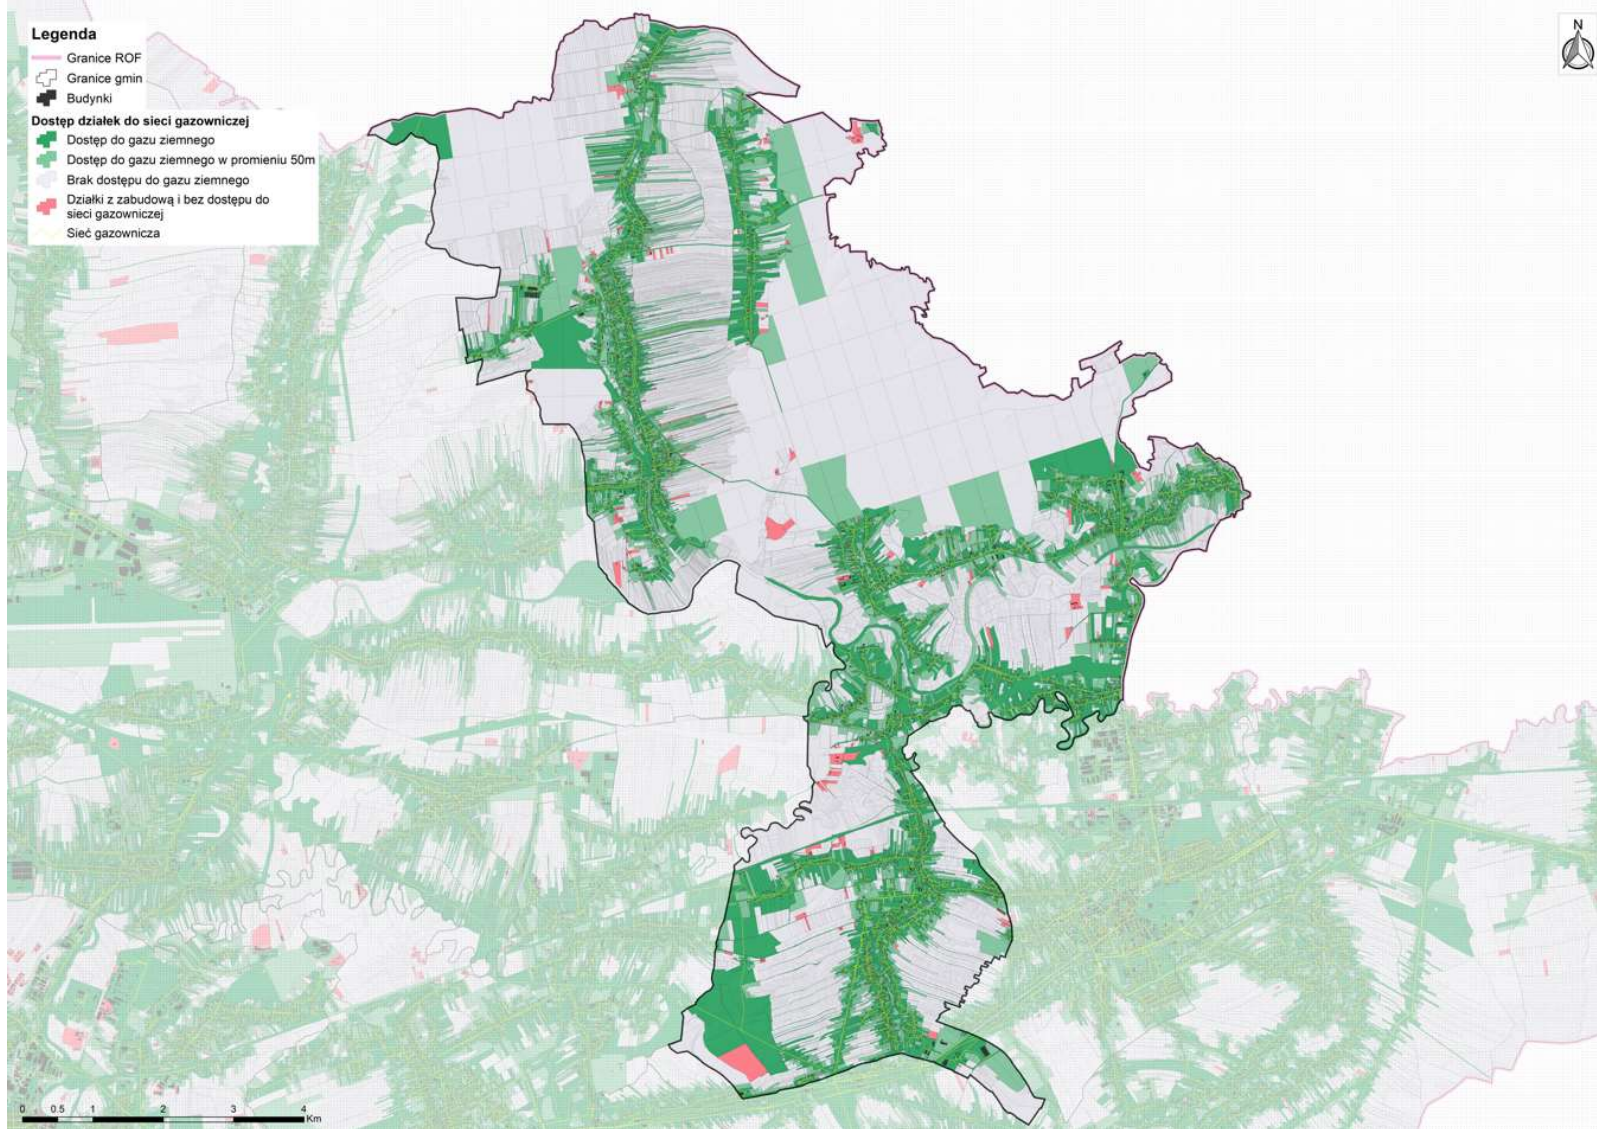 Legenda
Granice ROF
Granice gmin
Budynki
Dostęp działek do sieci gazowniczej
Dostęp do gazu ziemnego
Dostęp do gazu ziemnego w promieniu 50m
Brak dostępu do gazu ziemnego
Działki z zabudową i bez dostępu do
sieci gazowniczej
Sieć gazownicza
N
0 0.5 1 2 3 4
Km